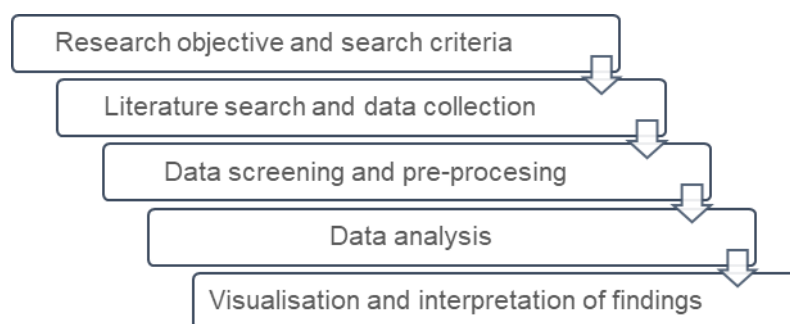 Research objective and search criteria
Literature search and data collection
Data screening and pre-procesing
Data analysis
Visualisation and interpretation of findings